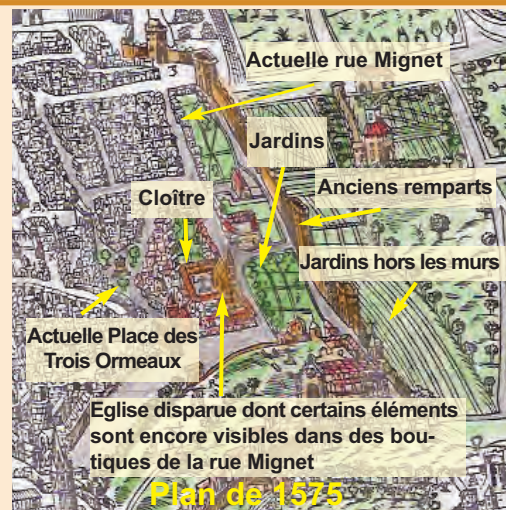 3
Actuelle rue Mignet
Jardins
Anciens remparts
Cloître
Jardins hors les murs
Actuelle Place des
Trois Ormeaux
Eglise disparue dont certains éléments
sont encore visibles dans des bou-
tiques de la rue Mignet
Plan de 1575